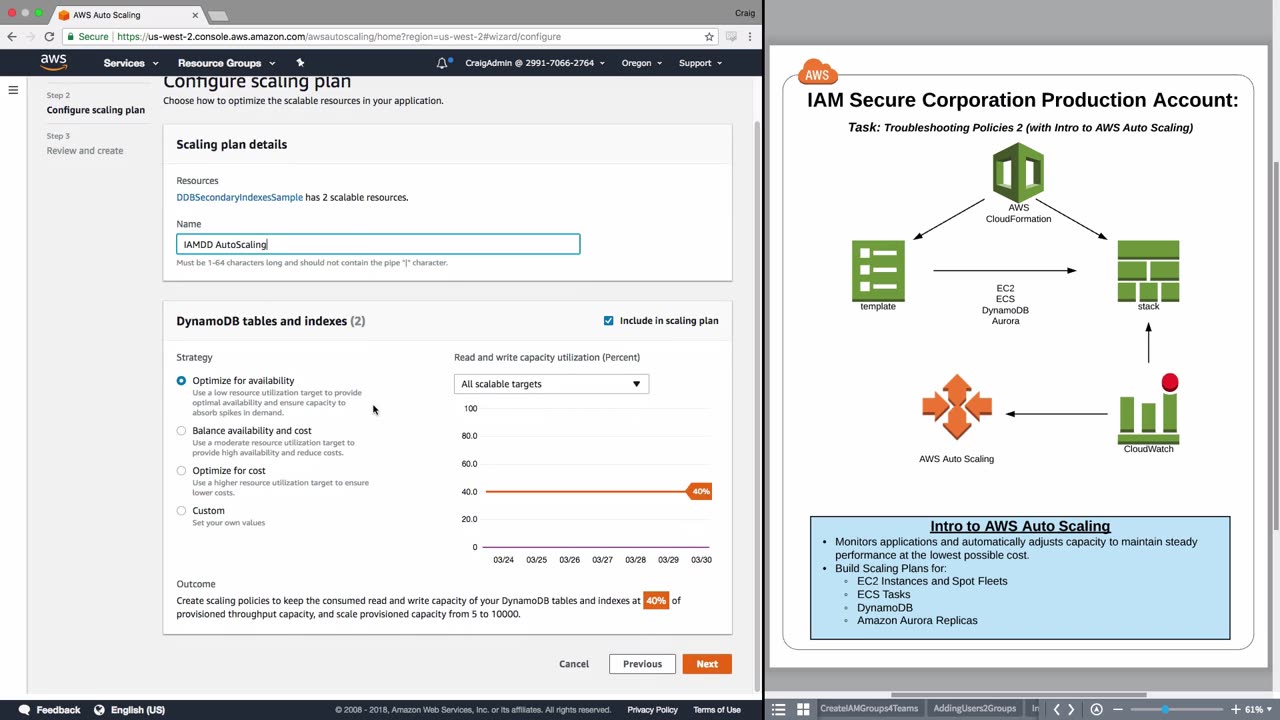 AWS Auto Scaling
Craig
Secure
https://us-west-2.console.aws.amazon.com/awsautoscaling/home?region=us-west-2#wizard/configure
aws
Services
Resource Groups
CraigAdmin @ 2991-7066-2764
Oregon
Support
Step 2
Configure scaling plan
Step 3
Review and create
Configure scaling plan
Choose how to optimize the scalable resources in your application.
Scaling plan details
Resources
DDBSecondaryIndexesSample has 2 scalable resources.
Name
IAMDD AutoScaling
Must be 1-64 characters long and should not contain the pipe "|" character.
DynamoDB tables and indexes (2)
Include in scaling plan
Strategy
Optimize for availability
Use a low resource utilization target to provide
optimal availability and ensure capacity to
absorb spikes in demand.
Balance availability and cost
Use a moderate resource utilization target to
provide high availability and reduce costs.
Optimize for cost
Use a higher resource utilization target to ensure
lower costs.
Custom
Set your own values
Read and write capacity utilization (Percent)
All scalable targets
100
80.0
60.0
40.0
40%
20.0
0
03/24 03/25 03/26 03/27 03/28 03/29 03/30
Outcome
Create scaling policies to keep the consumed read and write capacity of your DynamoDB tables and indexes at 40% of
provisioned throughput capacity, and scale provisioned capacity from 5 to 10000.
Cancel
Previous
Next
Feedback
English (US)
© 2008 - 2018, Amazon Web Services, Inc. or its affiliates. All rights reserved.
Privacy Policy
Terms of Use
AWS
IAM Secure Corporation Production Account:
Task: Troubleshooting Policies 2 (with Intro to AWS Auto Scaling)
AWS
CloudFormation
template
EC2
ECS
DynamoDB
Aurora
stack
AWS Auto Scaling
CloudWatch
Intro to AWS Auto Scaling
• Monitors applications and automatically adjusts capacity to maintain steady
performance at the lowest possible cost.
• Build Scaling Plans for:
◦ EC2 Instances and Spot Fleets
◦ ECS Tasks
◦ DynamoDB
◦ Amazon Aurora Replicas
CreateIAMGroups4Teams
AddingUsers2Groups
61%